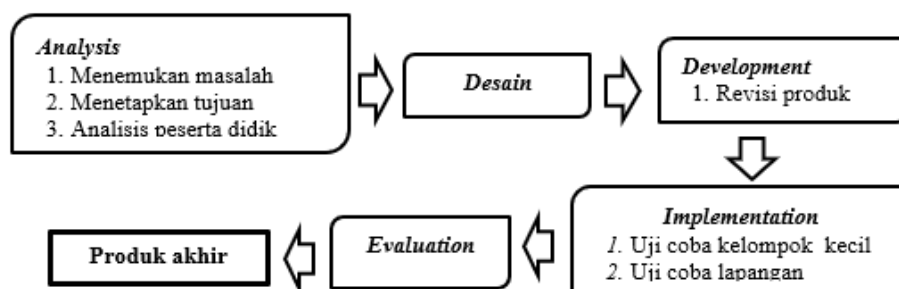 Analysis
1. Menemukan masalah
2. Menetapkan tujuan
3. Analisis peserta didik
Desain
Development
1. Revisi produk
Implementation
1. Uji coba kelompok kecil
2. Uji coba lapangan
Evaluation
Produk akhir